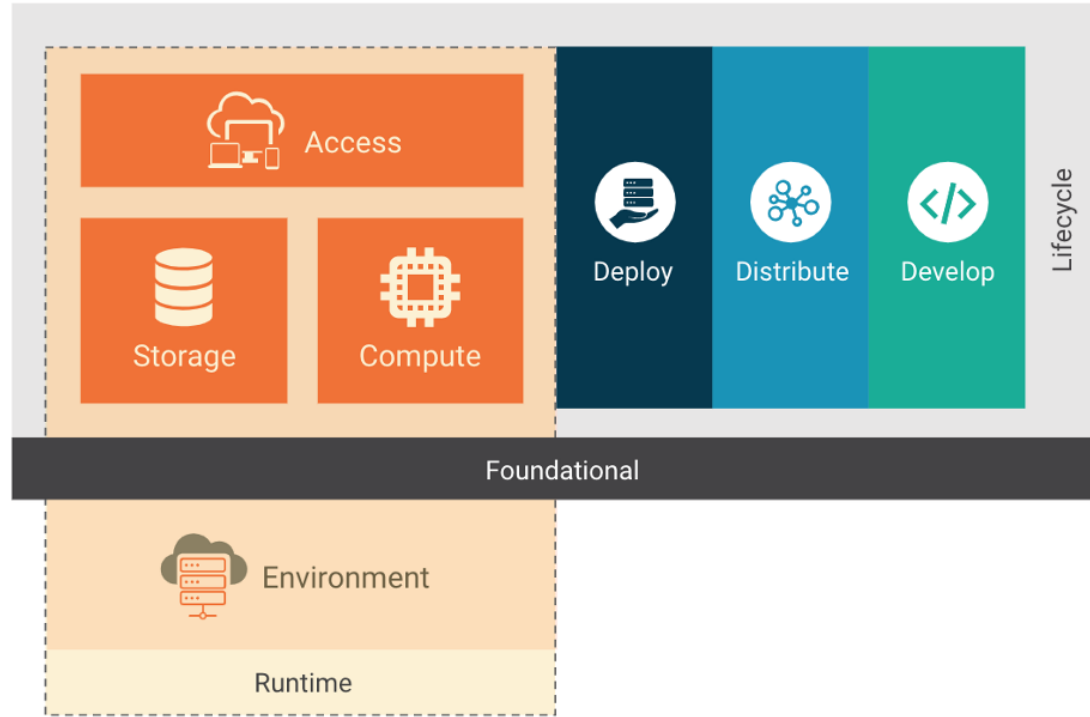 Access
Storage
Compute
Deploy
Distribute
Develop
Lifecycle
Foundational
Environment
Runtime